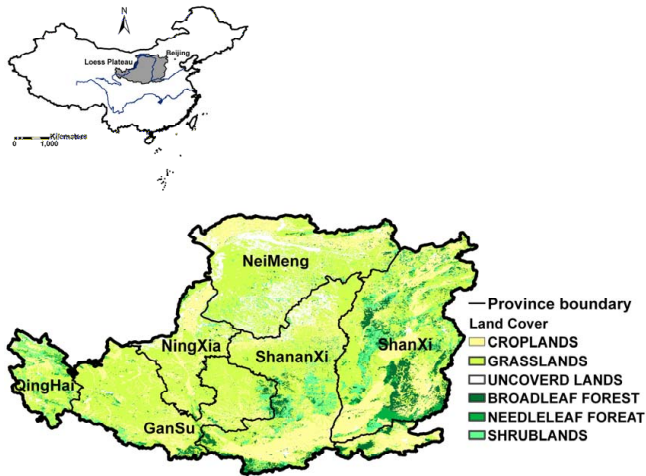 N
Beijing
Loess Plateau
Kilometers
0 1,000
NeiMeng
NingXia
ShananXi
ShanXi
QingHai
GanSu
Province boundary
Land Cover
CROPLANDS
GRASSLANDS
UNCOVERD LANDS
BROADLEAF FOREST
NEEDLELEAF FOREAT
SHRUBLANDS